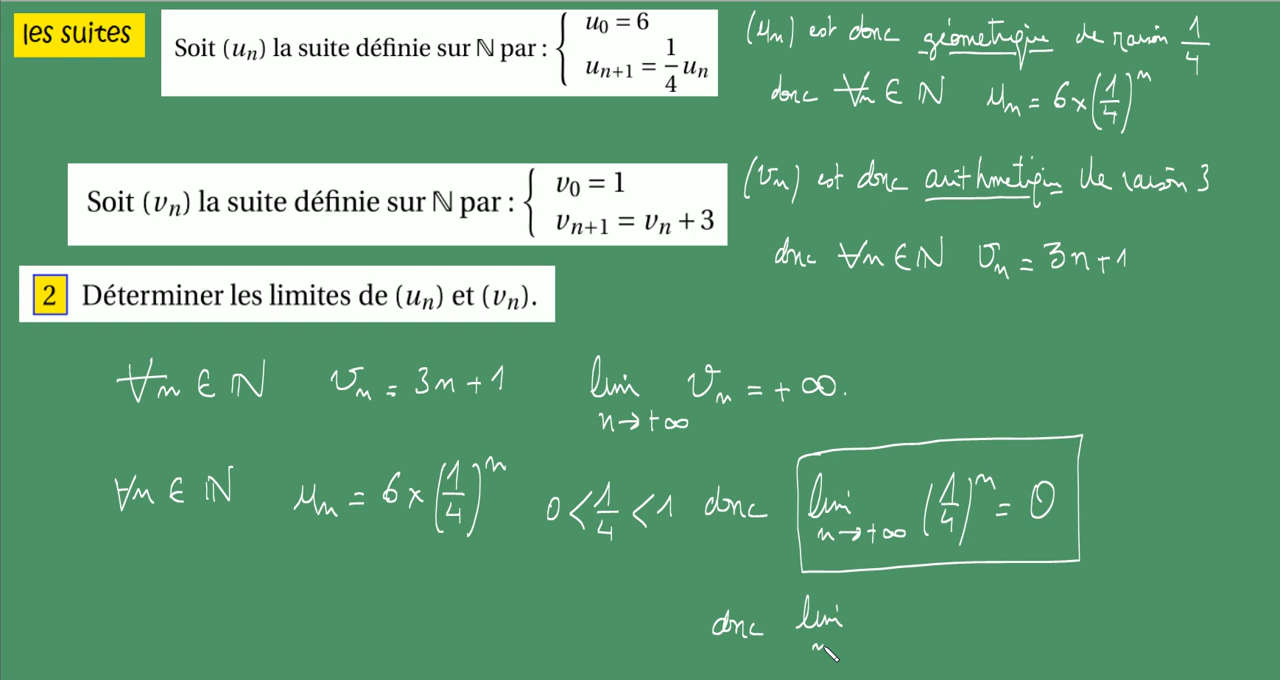 les suites
Soit (uₙ) la suite définie sur ℕ par : { u₀ = 6
uₙ₊₁ = 1/4 uₙ
(uₙ) est donc géométrique de raison 1/4
donc ∀n ∈ ℕ uₙ = 6 × (1/4)ⁿ
Soit (vₙ) la suite définie sur ℕ par : { v₀ = 1
vₙ₊₁ = vₙ + 3
(vₙ) est donc arithmétique de raison 3
donc ∀n ∈ ℕ vₙ = 3n + 1
2 Déterminer les limites de (uₙ) et (vₙ).
∀n ∈ ℕ vₙ = 3n + 1 lim n→+∞ vₙ = +∞.
∀n ∈ ℕ uₙ = 6 × (1/4)ⁿ 0 < 1/4 < 1 donc lim n→+∞ (1/4)ⁿ = 0
donc lim n